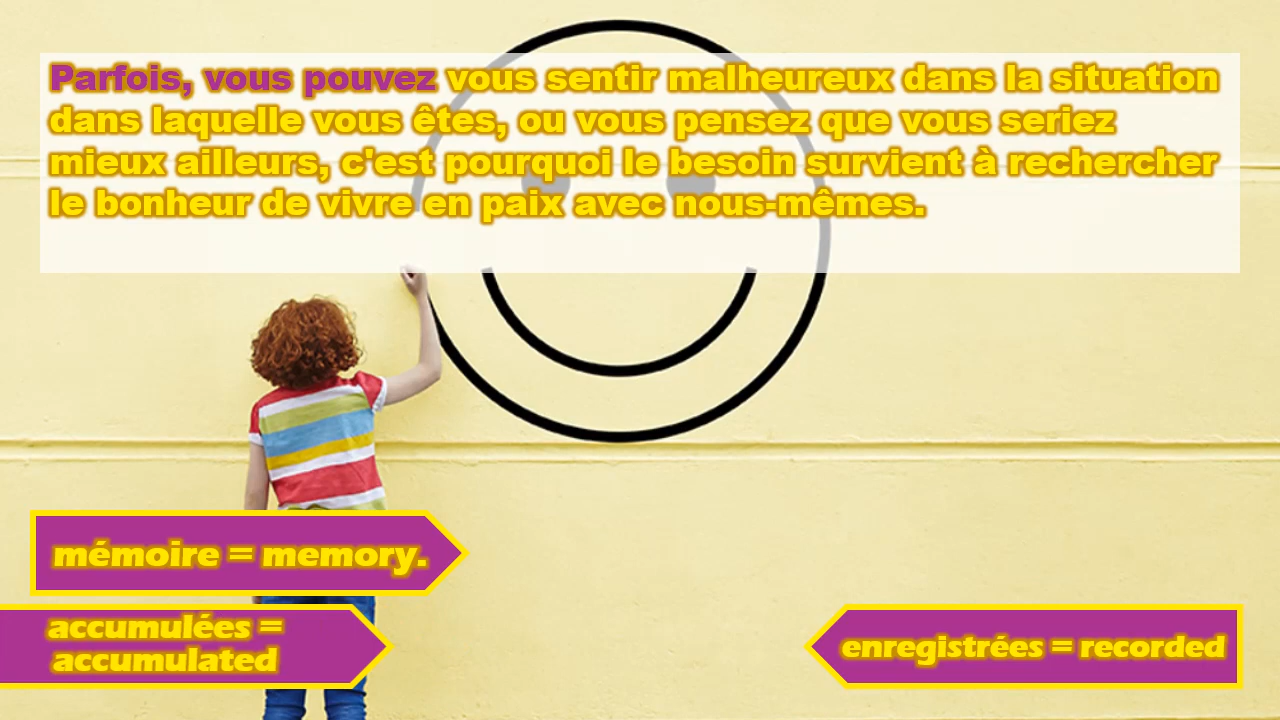 Parfois, vous pouvez vous sentir malheureux dans la situation
dans laquelle vous êtes, ou vous pensez que vous seriez
mieux ailleurs, c'est pourquoi le besoin survient à rechercher
le bonheur de vivre en paix avec nous-mêmes.
mémoire = memory.
accumulées =
accumulated
enregistrées = recorded